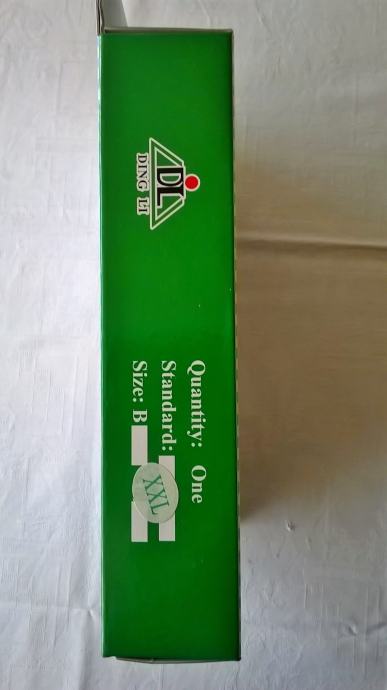 DL
DING LI
Quantity: One
Standard:
Size: B
XXL